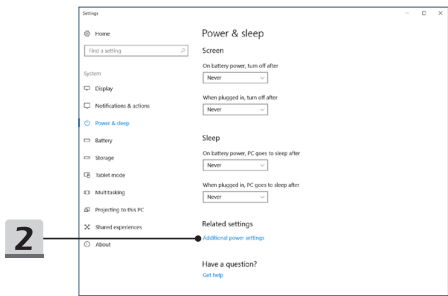 Settings
Home
Find a setting
System
Display
Notifications & actions
Power & sleep
Battery
Storage
Tablet mode
Multitasking
Projecting to this PC
Shared experiences
About
Power & sleep
Screen
On battery power, turn off after
Never
When plugged in, turn off after
Never
Sleep
On battery power, PC goes to sleep after
Never
When plugged in, PC goes to sleep after
Never
Related settings
Additional power settings
Have a question?
Get help
2